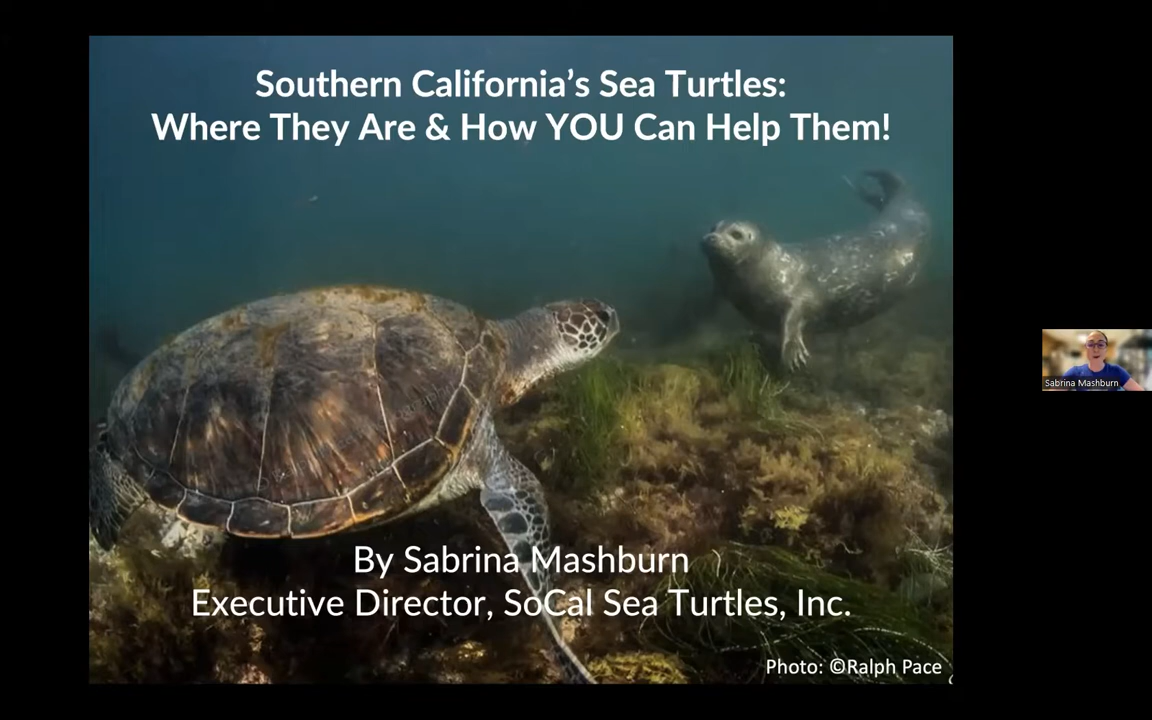 Southern California’s Sea Turtles:
Where They Are & How YOU Can Help Them!
By Sabrina Mashburn
Executive Director, SoCal Sea Turtles, Inc.
Photo: ©Ralph Pace
Sabrina Mashburn